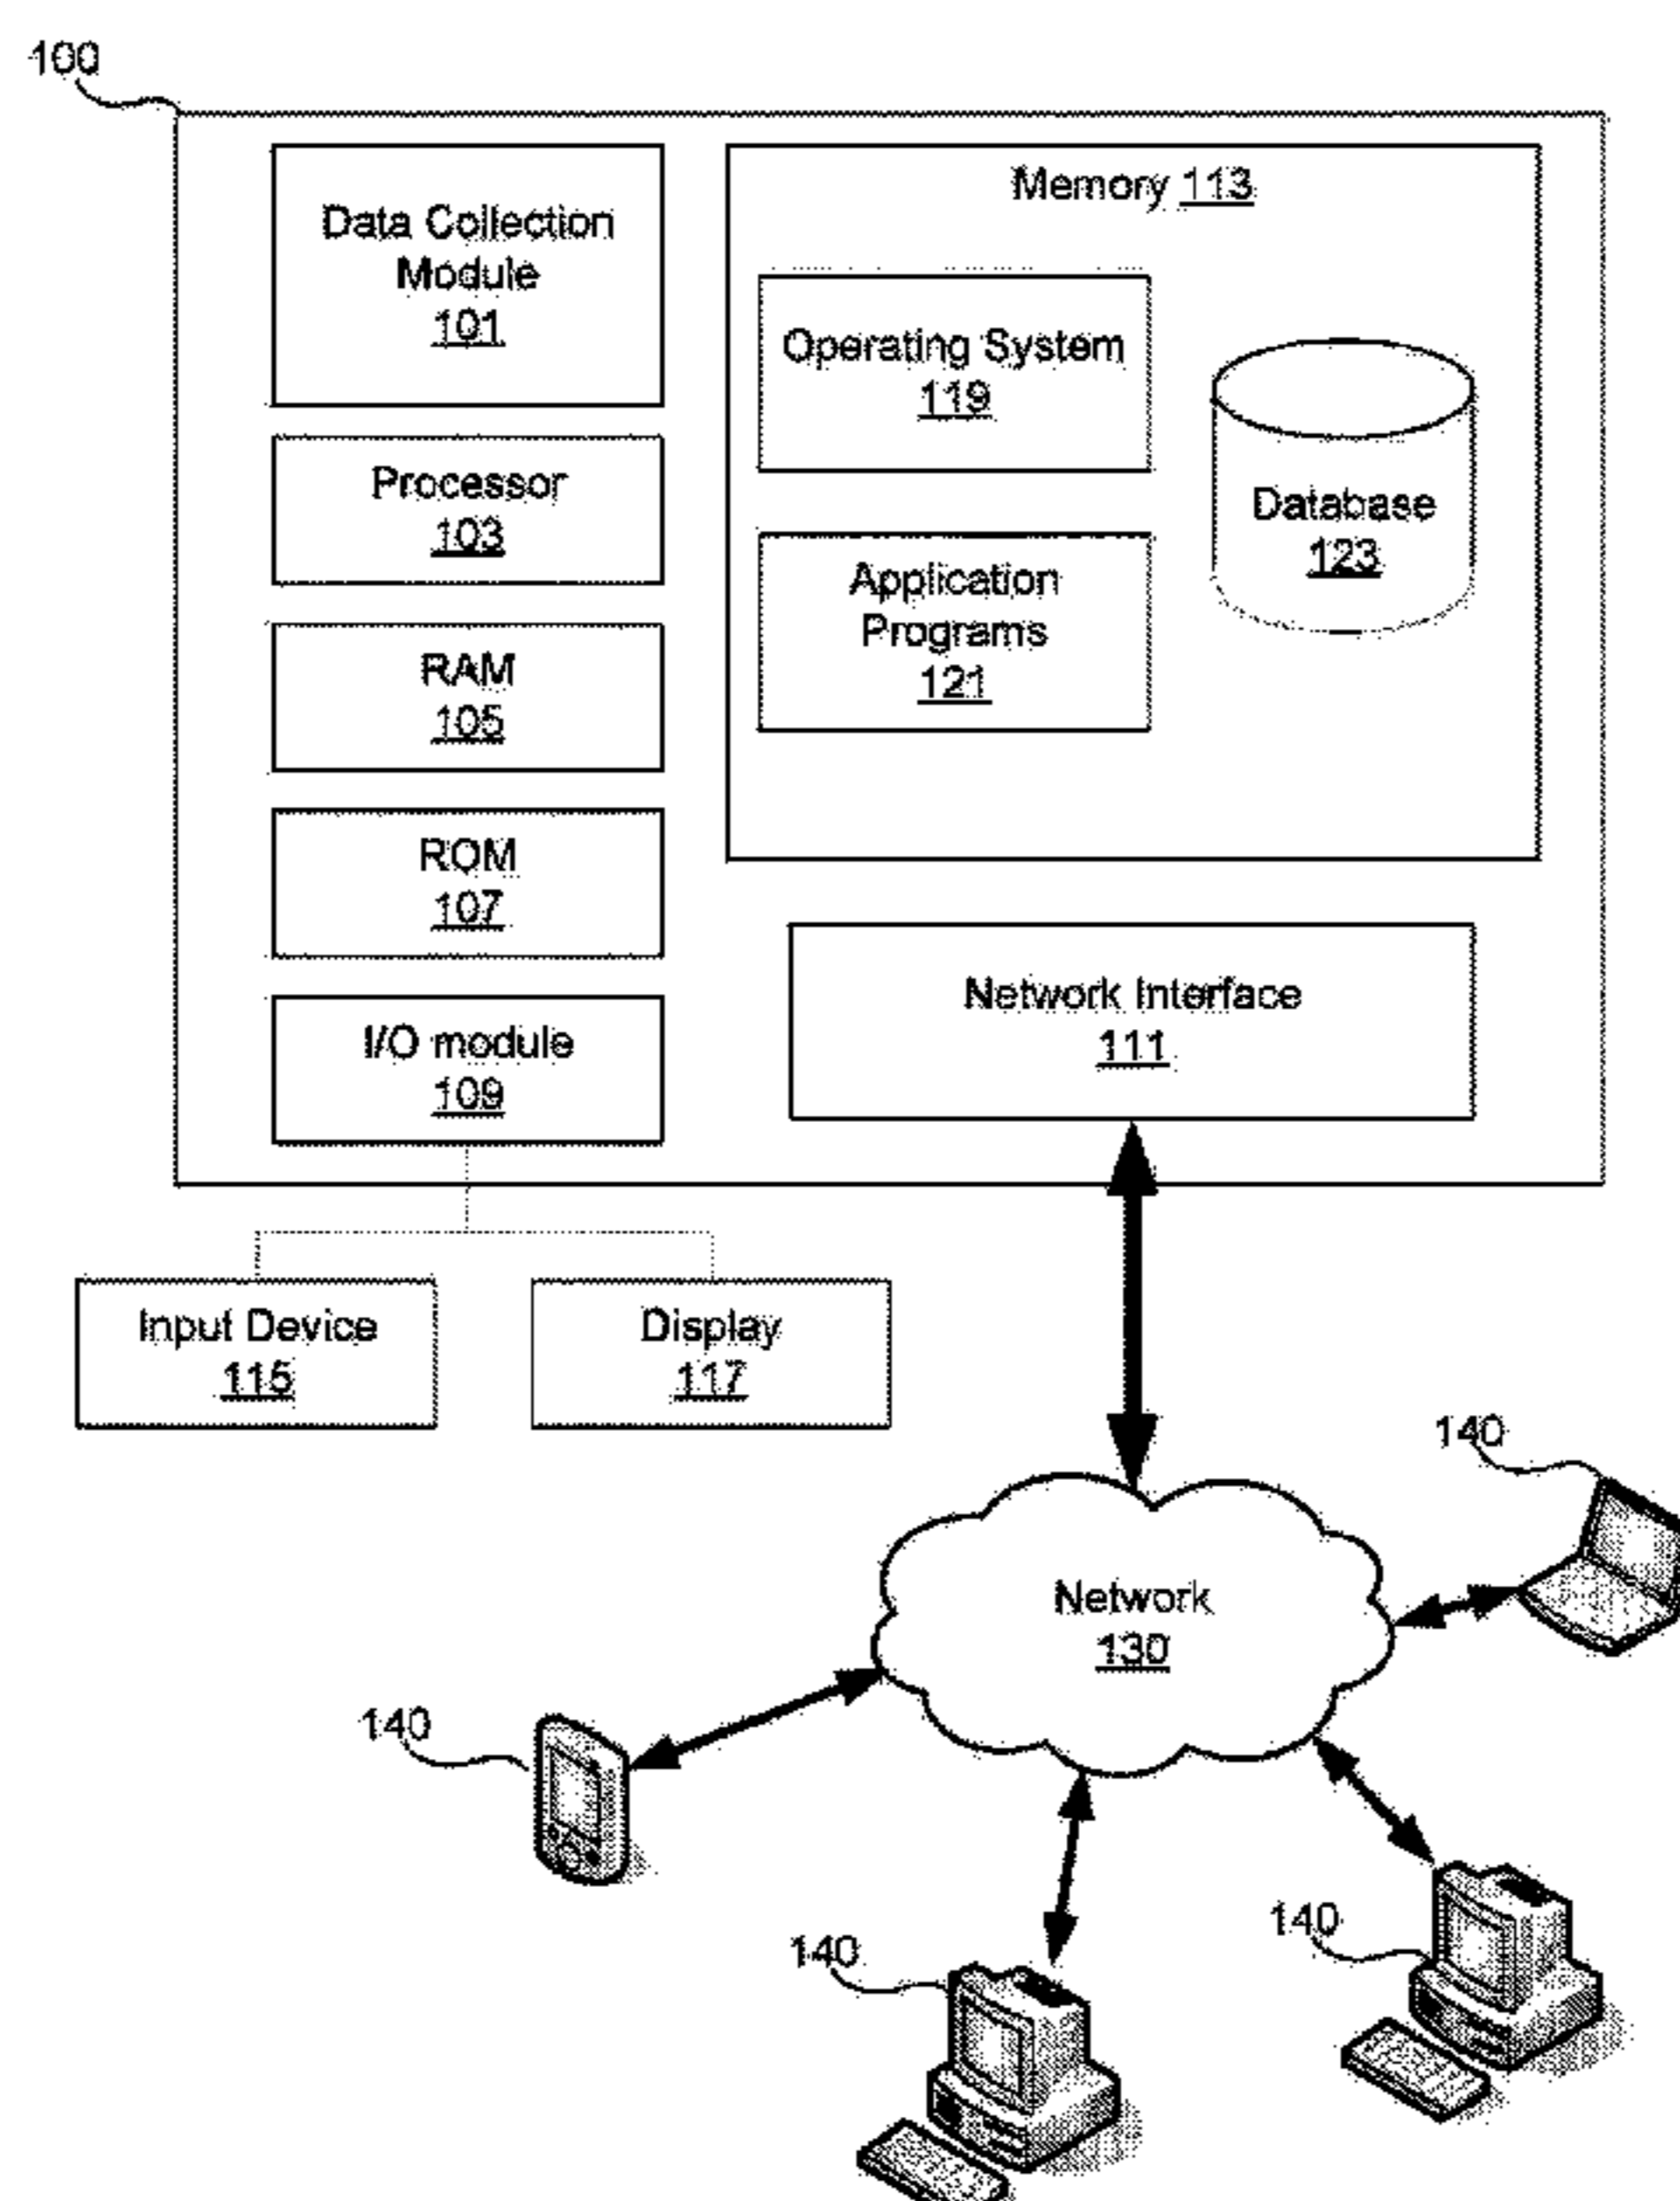 100
Data Collection
Module
101
Processor
103
RAM
105
ROM
107
I/O module
109
Memory 113
Operating System
119
Application
Programs
121
Database
123
Network Interface
111
Input Device
115
Display
117
Network
130
140
140
140
140